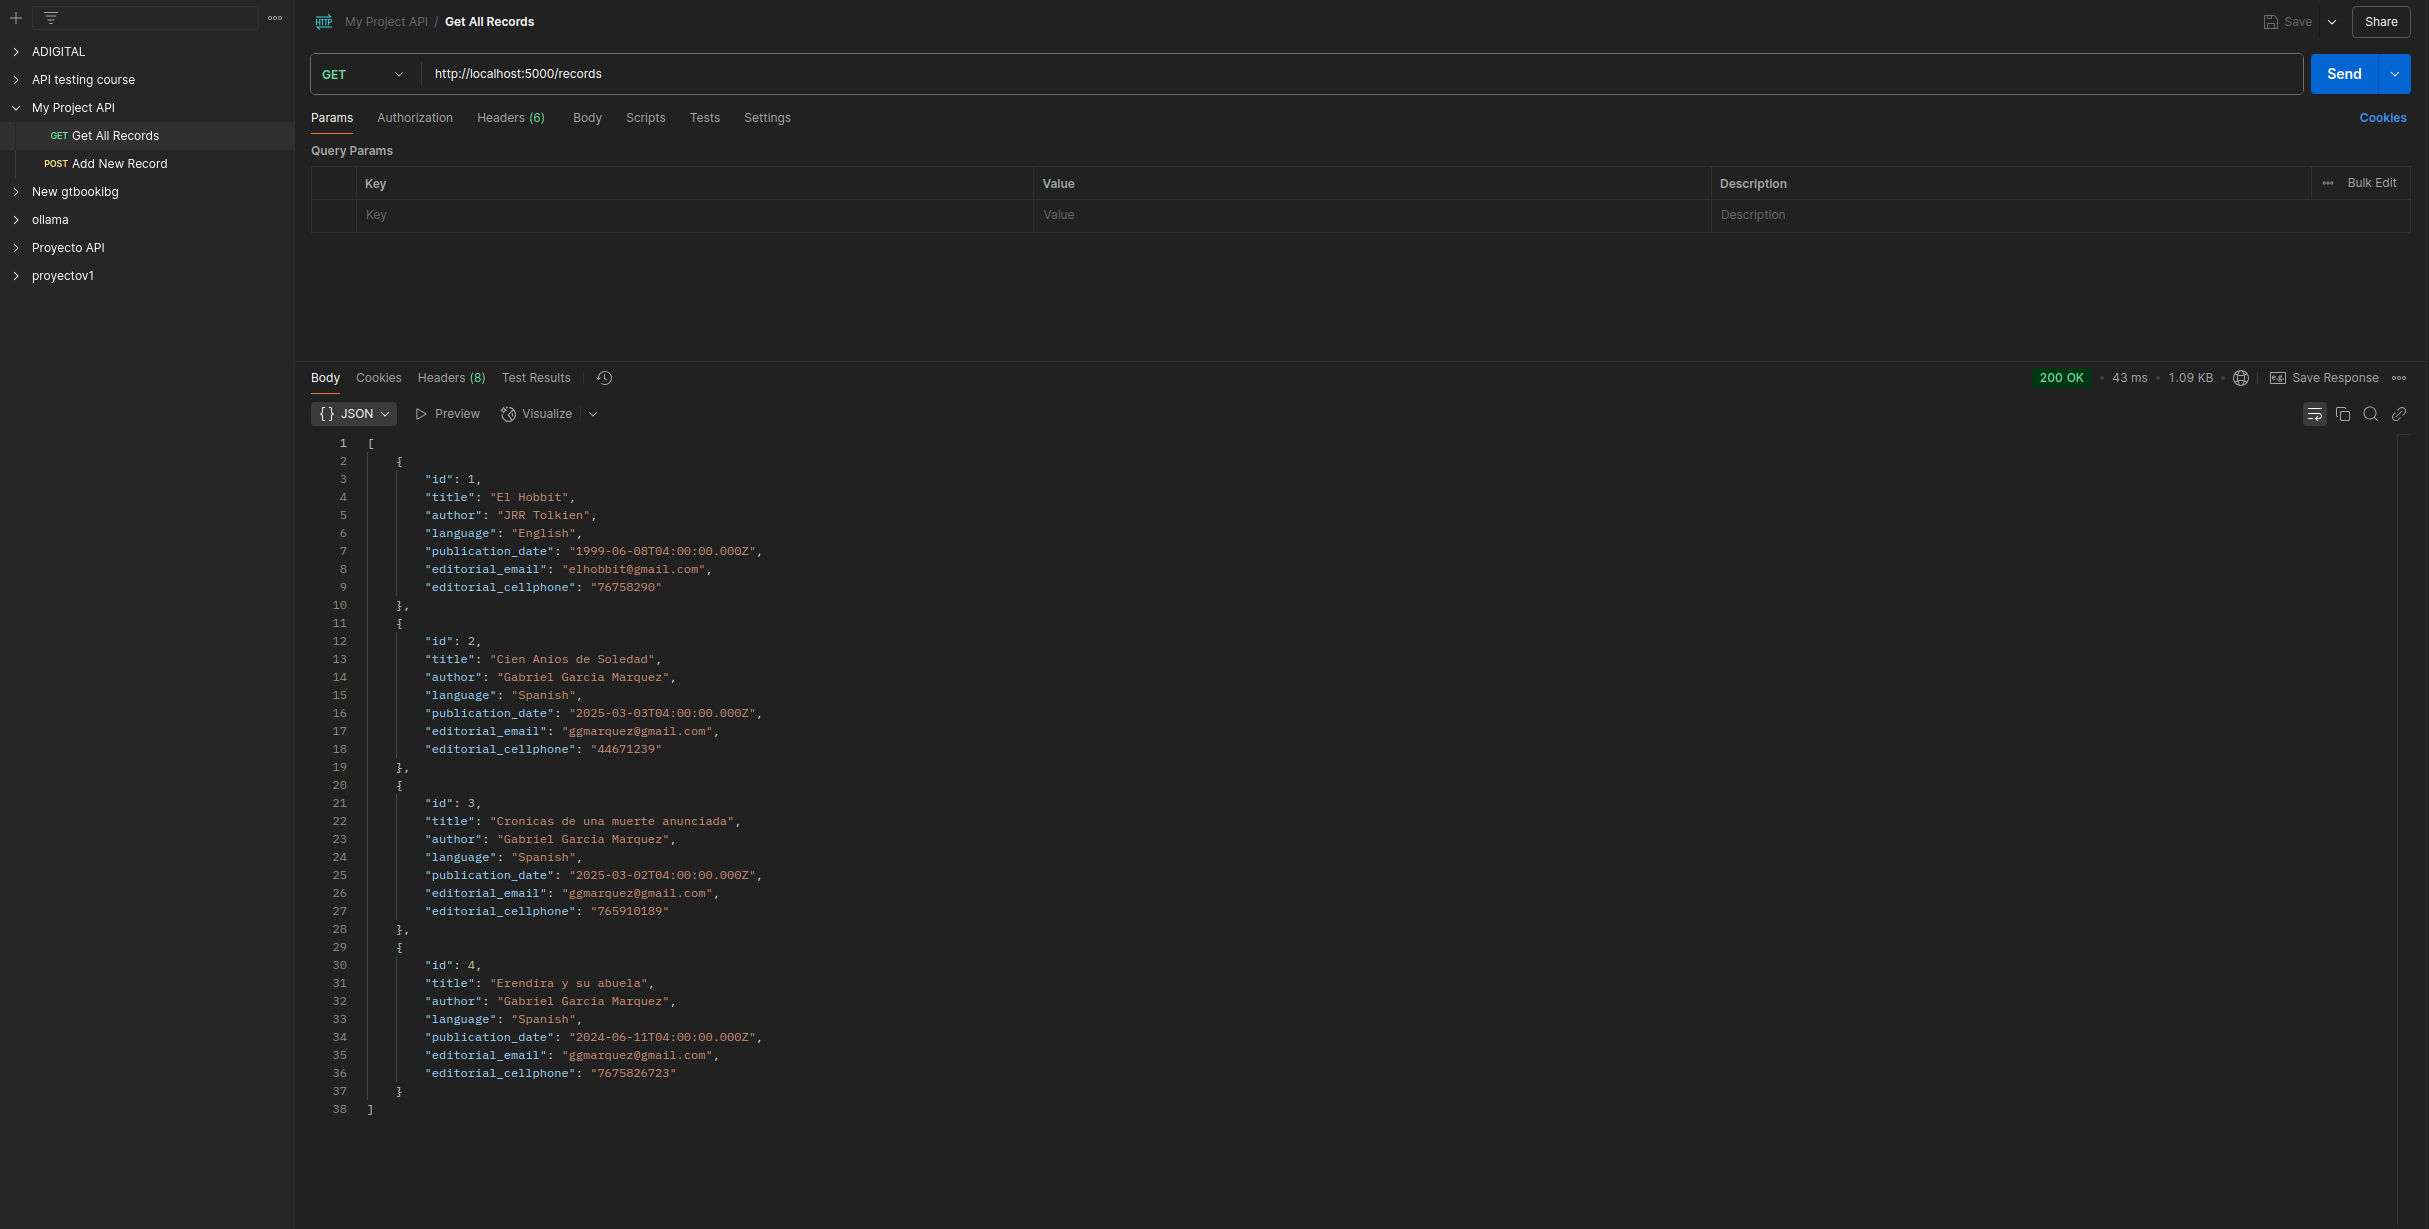 ADIGITAL
API testing course
My Project API
GET Get All Records
POST Add New Record
New gtbookibg
ollama
Proyecto API
proyectov1
HTTP My Project API / Get All Records
Save
Share
GET http://localhost:5000/records
Send
Params Authorization Headers (6) Body Scripts Tests Settings
Cookies
Query Params
Key Value Description Bulk Edit
Key Value Description
Body Cookies Headers (8) Test Results
200 OK • 43 ms • 1.09 KB • e.g. Save Response
{} JSON Preview Visualize
1 [
2 {
3 "id": 1,
4 "title": "El Hobbit",
5 "author": "JRR Tolkien",
6 "language": "English",
7 "publication_date": "1999-06-08T04:00:00.000Z",
8 "editorial_email": "elhobbit@gmail.com",
9 "editorial_cellphone": "76758290"
10 },
11 {
12 "id": 2,
13 "title": "Cien Anios de Soledad",
14 "author": "Gabriel Garcia Marquez",
15 "language": "Spanish",
16 "publication_date": "2025-03-03T04:00:00.000Z",
17 "editorial_email": "ggmarquez@gmail.com",
18 "editorial_cellphone": "44671239"
19 },
20 {
21 "id": 3,
22 "title": "Cronicas de una muerte anunciada",
23 "author": "Gabriel Garcia Marquez",
24 "language": "Spanish",
25 "publication_date": "2025-03-02T04:00:00.000Z",
26 "editorial_email": "ggmarquez@gmail.com",
27 "editorial_cellphone": "765910189"
28 },
29 {
30 "id": 4,
31 "title": "Erendira y su abuela",
32 "author": "Gabriel Garcia Marquez",
33 "language": "Spanish",
34 "publication_date": "2024-06-11T04:00:00.000Z",
35 "editorial_email": "ggmarquez@gmail.com",
36 "editorial_cellphone": "7675826723"
37 }
38 ]